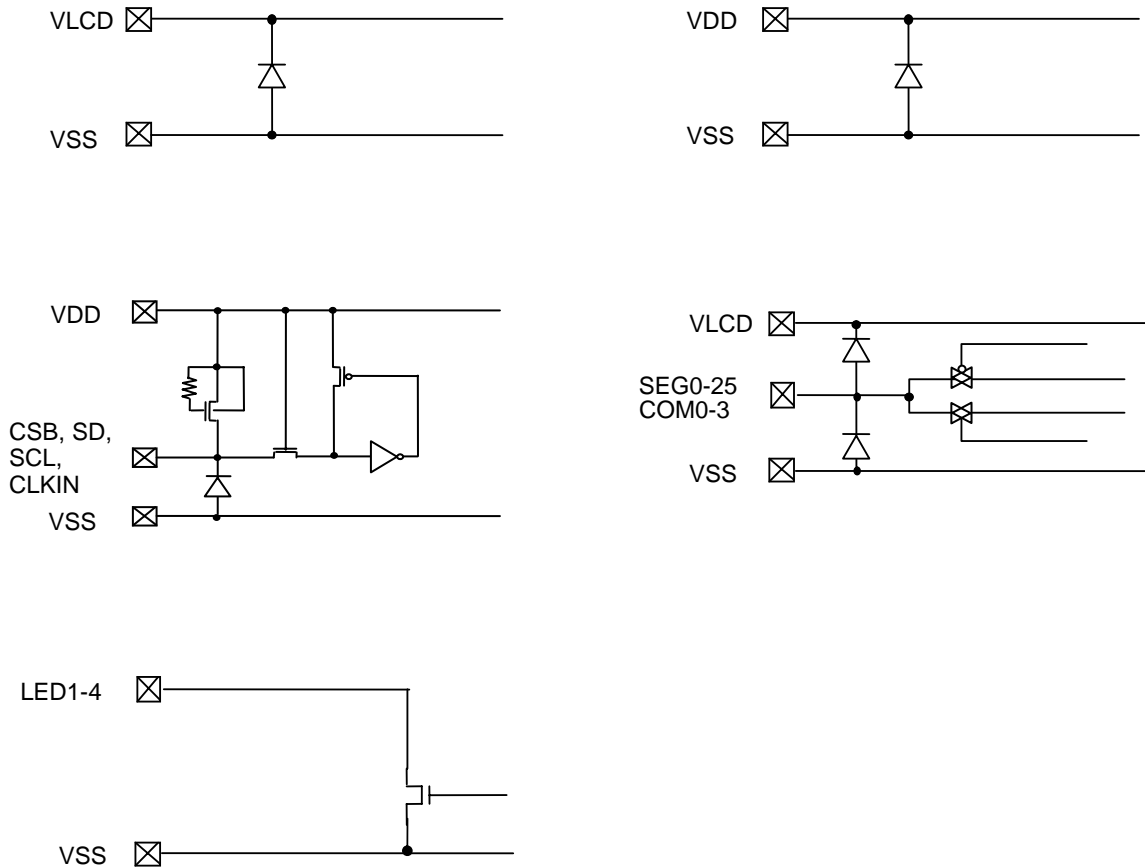 VLCD
VSS
VDD
VSS
VDD
CSB, SD,
SCL,
CLKIN
VSS
VLCD
SEG0-25
COM0-3
VSS
LED1-4
VSS